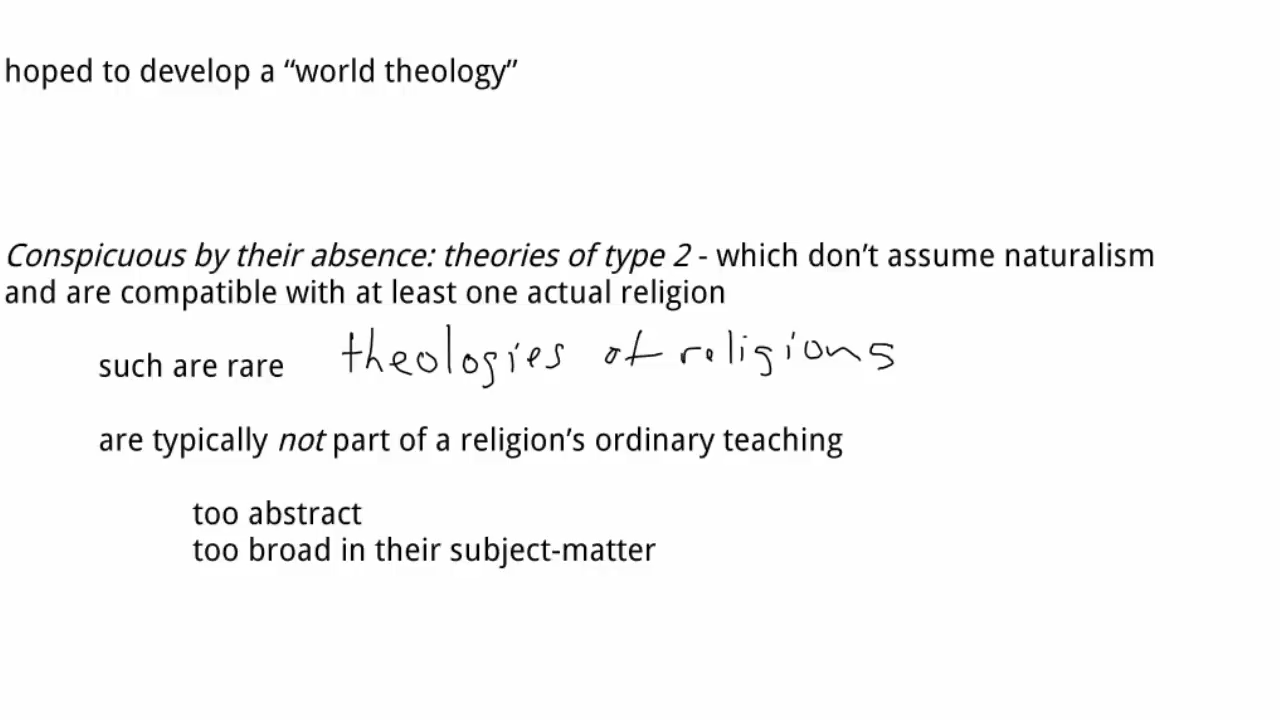 hoped to develop a “world theology”
Conspicuous by their absence: theories of type 2 - which don’t assume naturalism
and are compatible with at least one actual religion
such are rare theologies of religions
are typically not part of a religion’s ordinary teaching
too abstract
too broad in their subject-matter